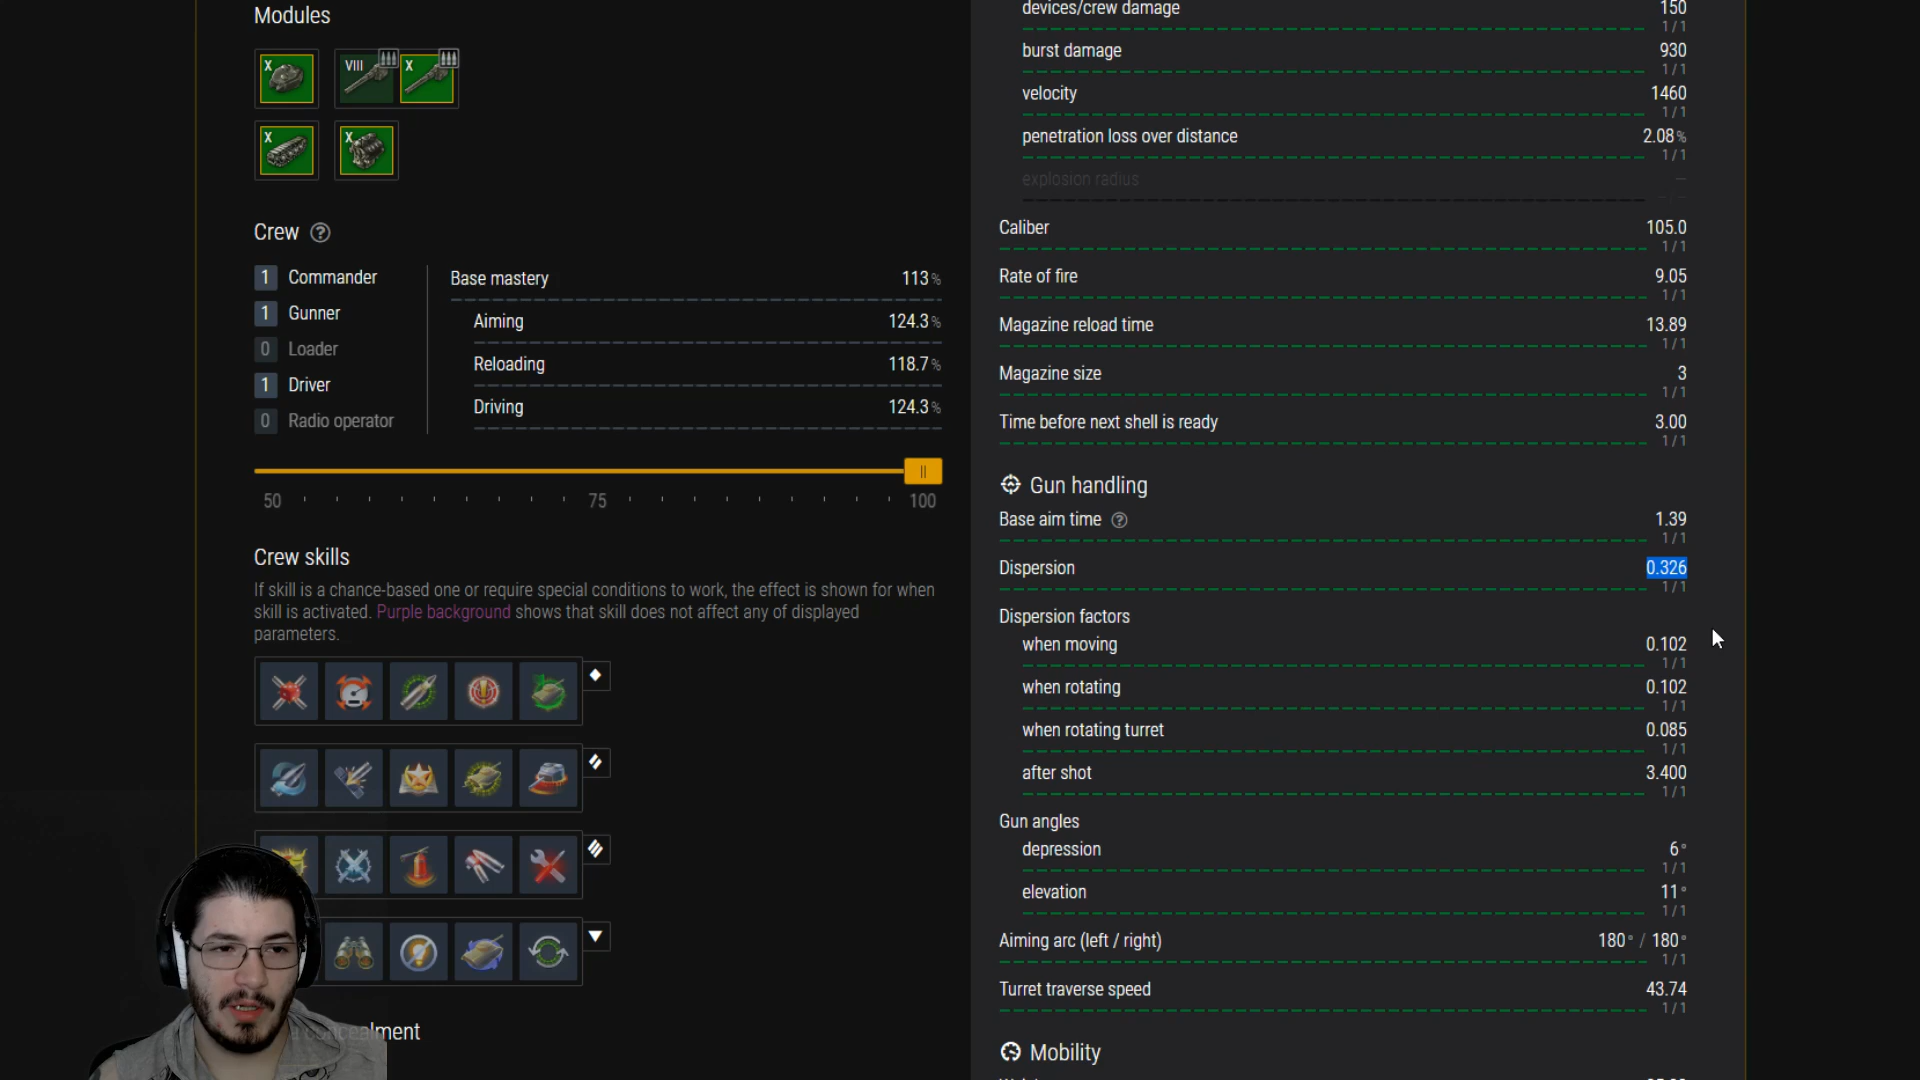 Modules
X
VIII
X
X
X
Crew ?
1 Commander
1 Gunner
0 Loader
1 Driver
0 Radio operator
Base mastery 113 %
Aiming 124.3 %
Reloading 118.7 %
Driving 124.3 %
50 75 100
Crew skills
If skill is a chance-based one or require special conditions to work, the effect is shown for when
skill is activated. Purple background shows that skill does not affect any of displayed
parameters.
concealment
devices/crew damage 150
1 / 1
burst damage 930
1 / 1
velocity 1460
1 / 1
penetration loss over distance 2.08 %
1 / 1
explosion radius —
Caliber 105.0
1 / 1
Rate of fire 9.05
1 / 1
Magazine reload time 13.89
1 / 1
Magazine size 3
1 / 1
Time before next shell is ready 3.00
1 / 1
Gun handling
Base aim time ? 1.39
1 / 1
Dispersion 0.326
1 / 1
Dispersion factors
when moving 0.102
1 / 1
when rotating 0.102
1 / 1
when rotating turret 0.085
1 / 1
after shot 3.400
1 / 1
Gun angles
depression 6 °
1 / 1
elevation 11 °
1 / 1
Aiming arc (left / right) 180 ° / 180 °
1 / 1
Turret traverse speed 43.74
1 / 1
Mobility